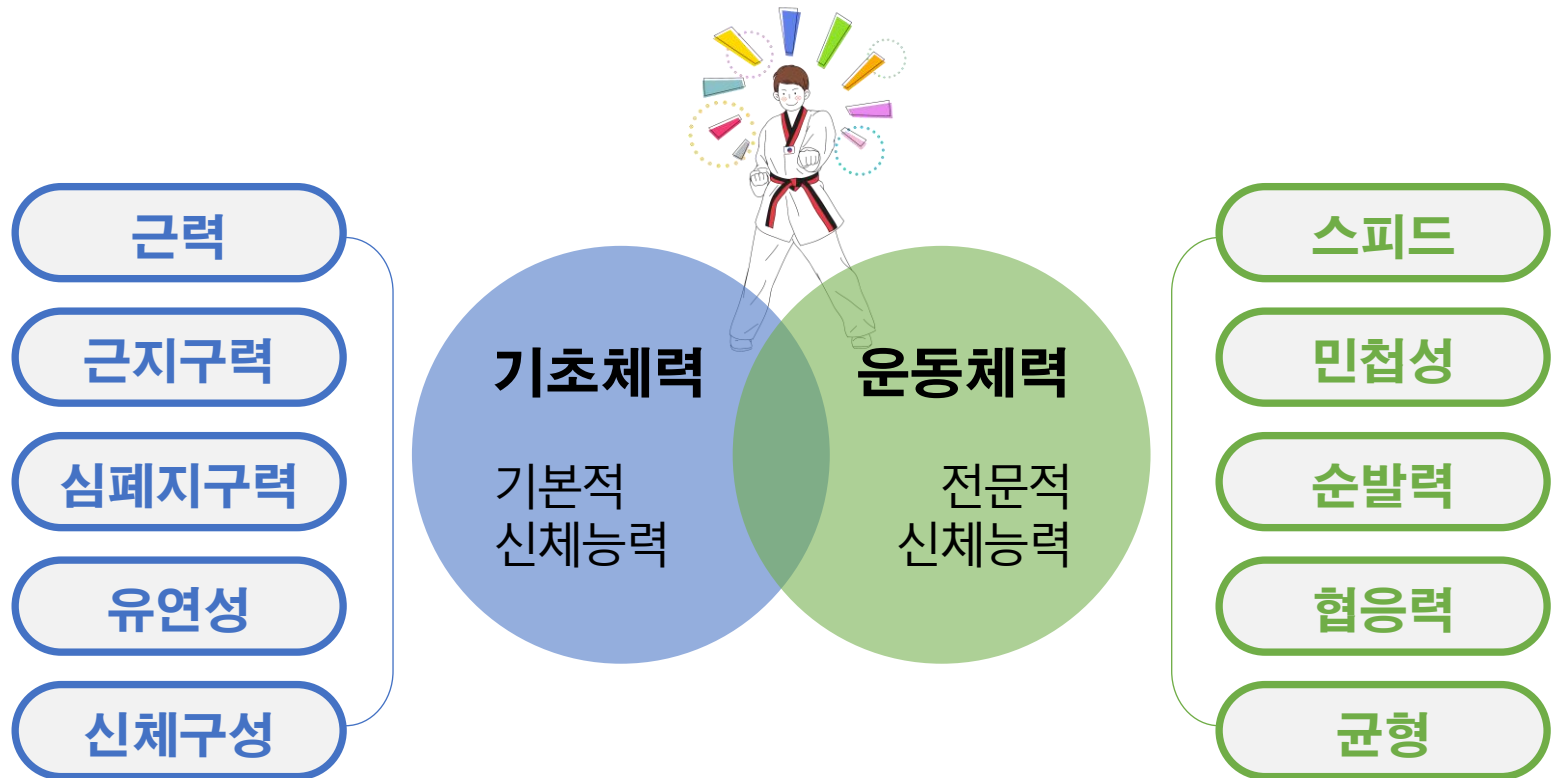 근력
근지구력
심폐지구력
유연성
신체구성
기초체력
기본적
신체능력
운동체력
전문적
신체능력
스피드
민첩성
순발력
협응력
균형